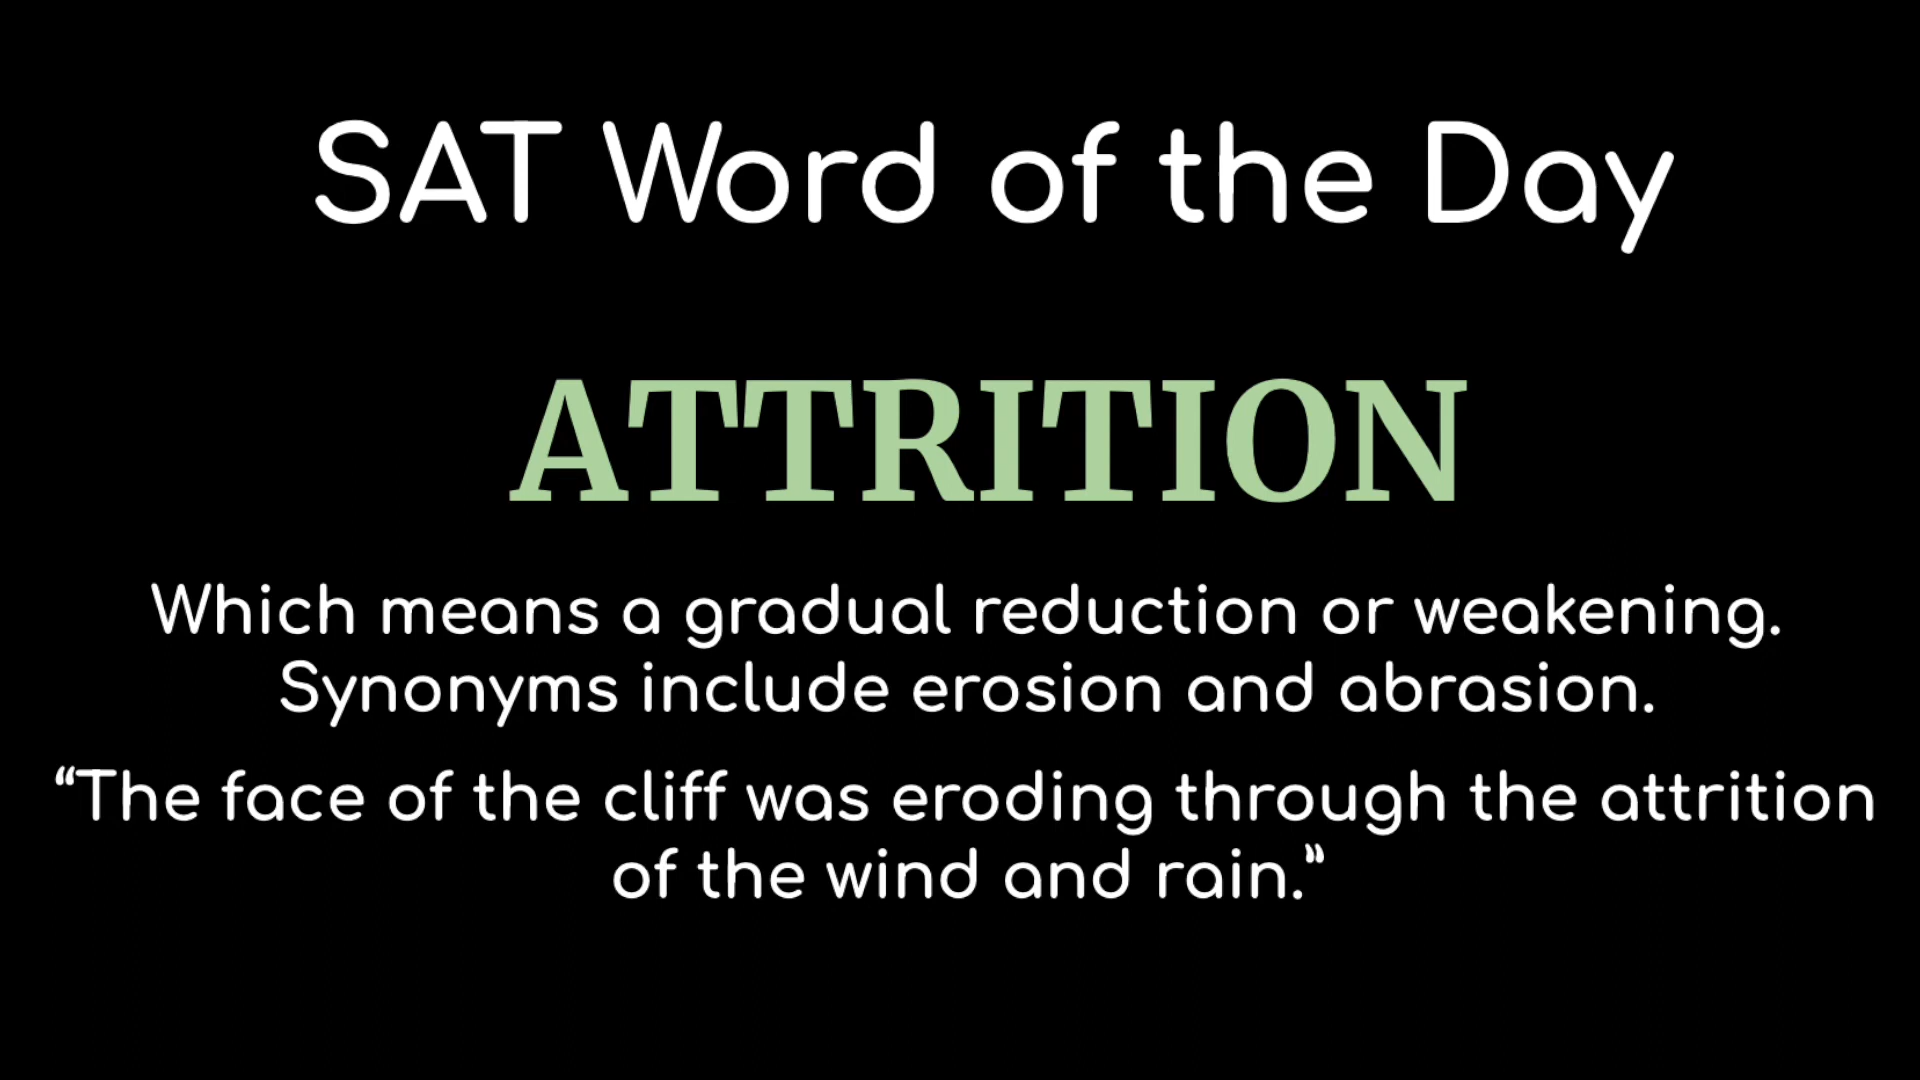 SAT Word of the Day
ATTRITION
Which means a gradual reduction or weakening.
Synonyms include erosion and abrasion.
“The face of the cliff was eroding through the attrition
of the wind and rain.”